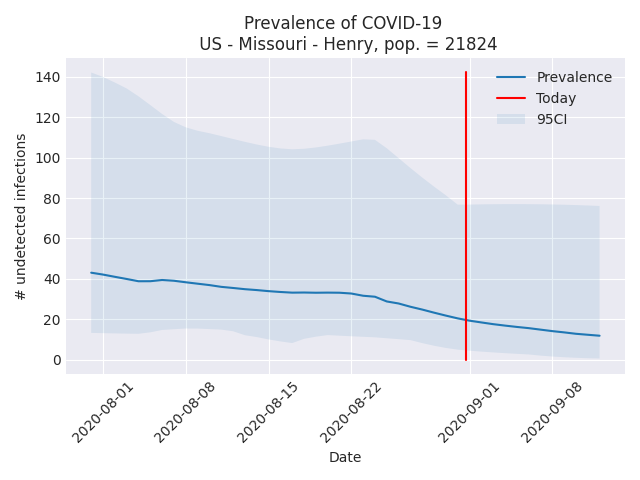 Prevalence of COVID-19
US - Missouri - Henry, pop. = 21824
# undetected infections
140
120
100
80
60
40
20
0
Prevalence
Today
95CI
2020-08-01
2020-08-08
2020-08-15
2020-08-22
2020-09-01
2020-09-08
Date